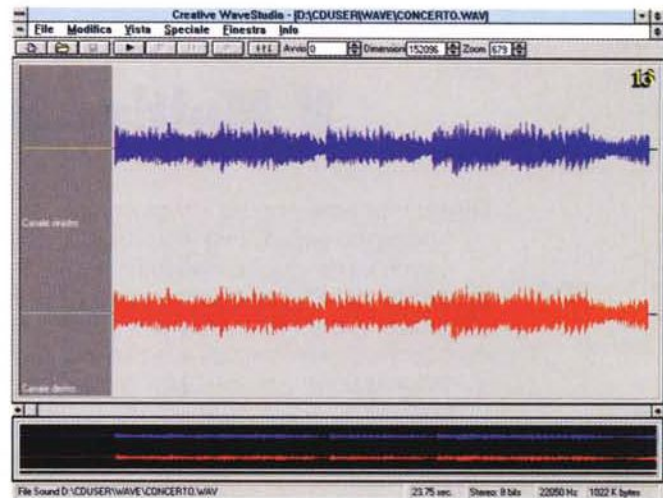 Creative WaveStudio - [D:\CDUSER\WAVE\CONCERTO.WAV]
File Modifica Vista Speciale Finestra Info
Avvio 0 Dimensioni 152096 Zoom 679
16
Canale sinistro
Canale destro
File Sound D:\CDUSER\WAVE\CONCERTO.WAV 23.75 sec. Stereo: 8 bits 22050 Hz 1022 K bytes